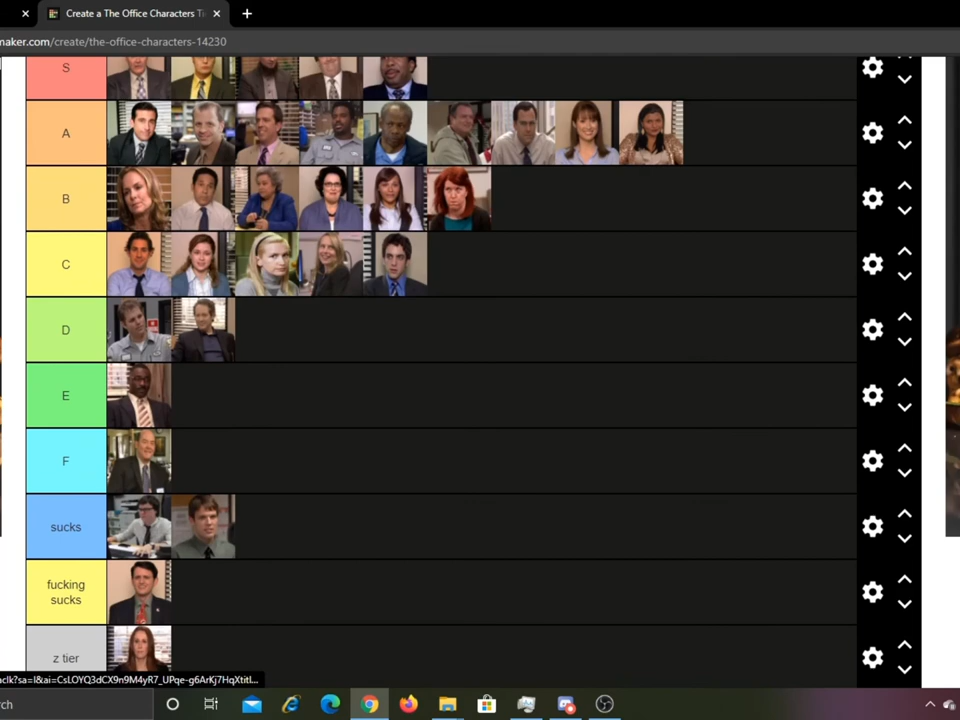 Create a The Office Characters Ti
maker.com/create/the-office-characters-14230
S
A
B
C
D
E
F
sucks
fucking
sucks
z tier
aclk?sa=l&ai=CsLOYQ3dCX9n9M4yR7_UPqe-g6ArKj7HqXtitl...
rch